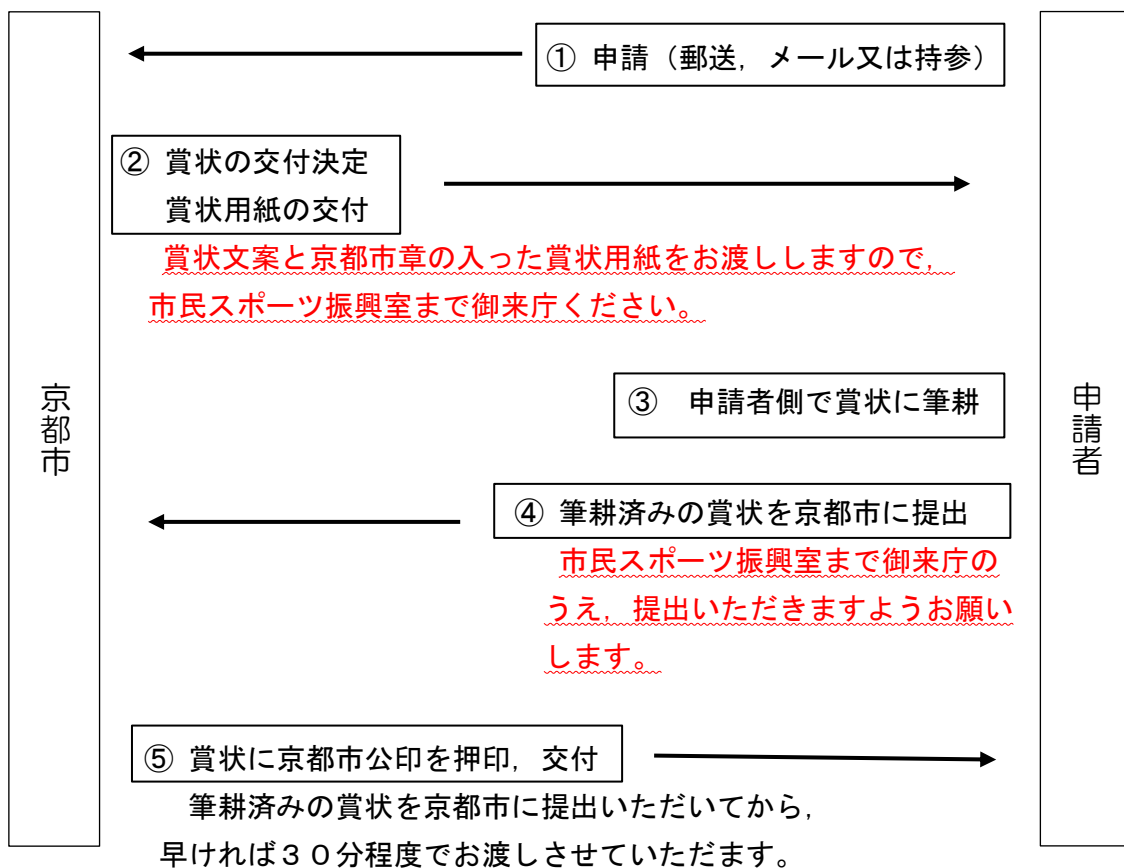 ① 申請（郵送，メール又は持参）
② 賞状の交付決定
賞状用紙の交付
賞状文案と京都市章の入った賞状用紙をお渡ししますので，
市民スポーツ振興室まで御来庁ください。
京都市
申請者
③　申請者側で賞状に筆耕
④ 筆耕済みの賞状を京都市に提出
市民スポーツ振興室まで御来庁の
うえ，提出いただきますようお願い
します。
⑤ 賞状に京都市公印を押印，交付
筆耕済みの賞状を京都市に提出いただいてから，
早ければ３０分程度でお渡しさせていただます。